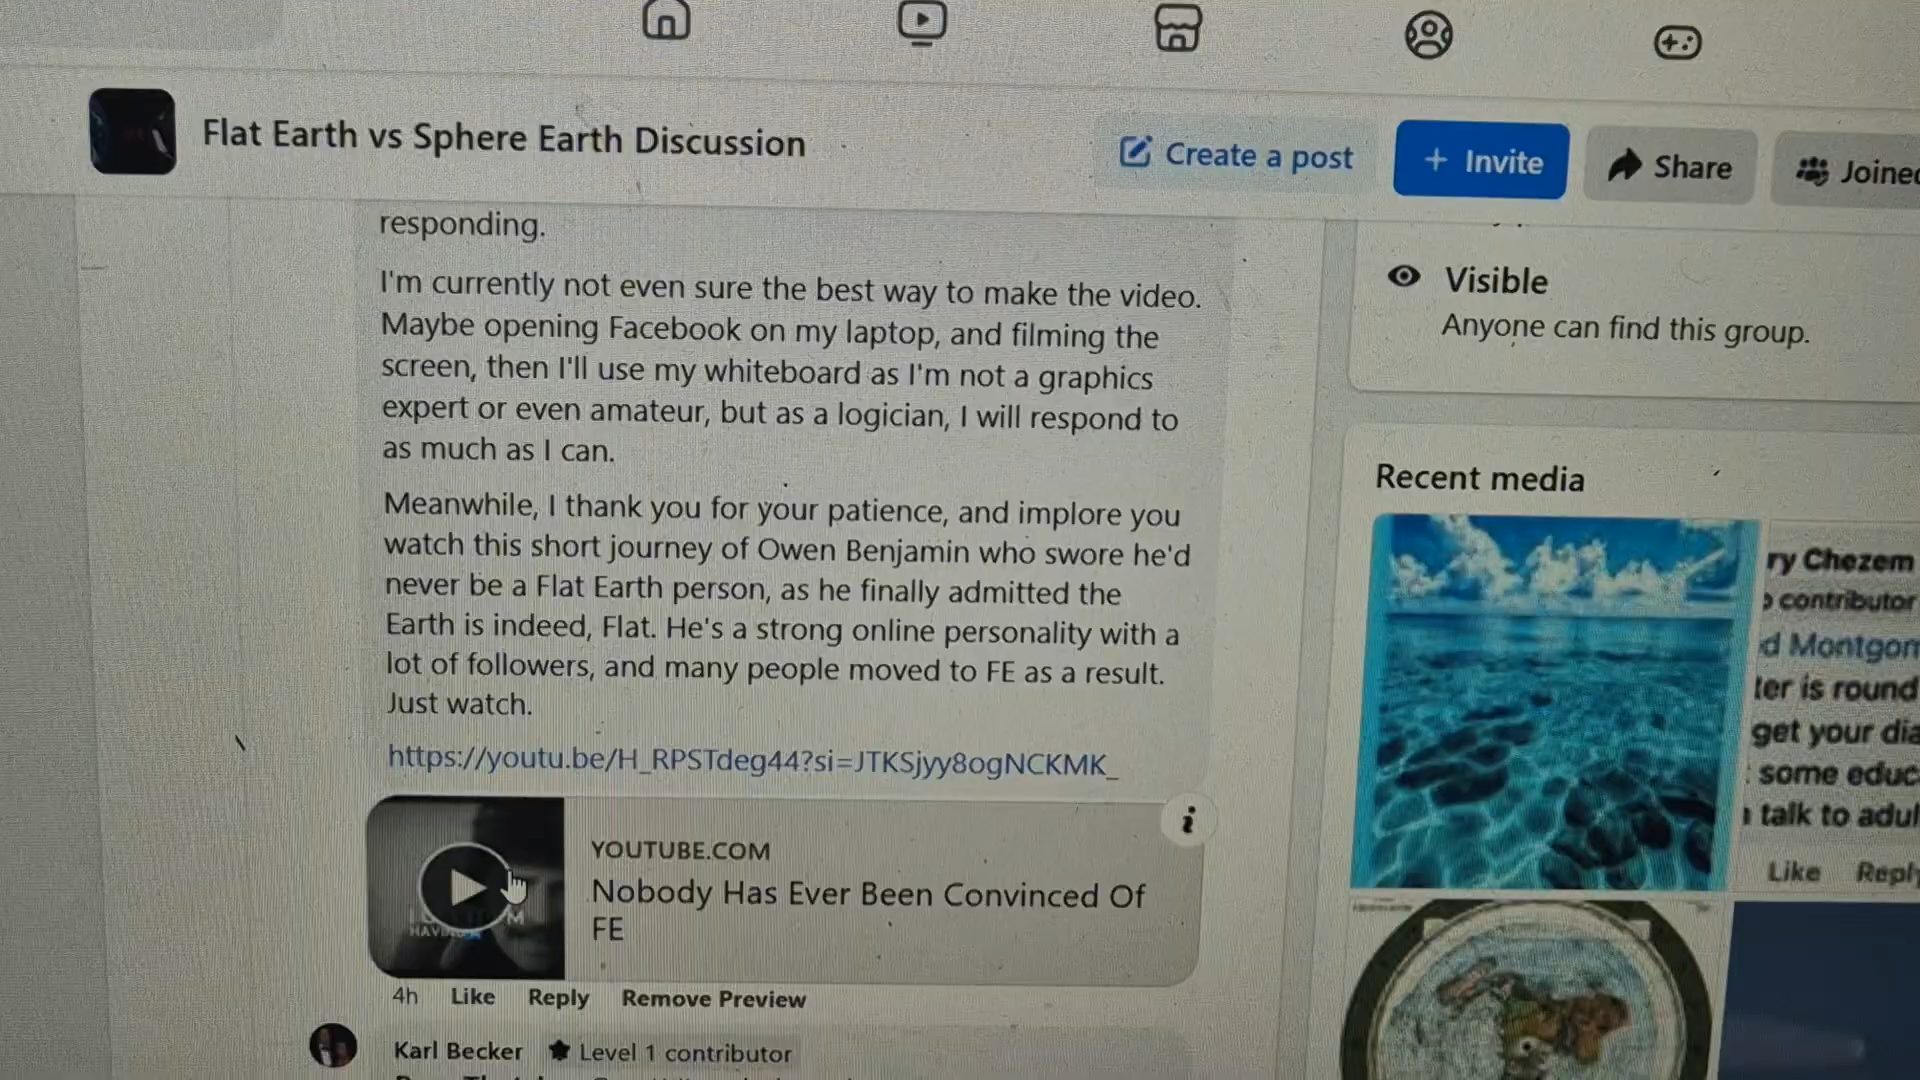 Flat Earth vs Sphere Earth Discussion
Create a post
+ Invite
Share
Joined
responding.
I'm currently not even sure the best way to make the video.
Maybe opening Facebook on my laptop, and filming the
screen, then I'll use my whiteboard as I'm not a graphics
expert or even amateur, but as a logician, I will respond to
as much as I can.
Meanwhile, I thank you for your patience, and implore you
watch this short journey of Owen Benjamin who swore he'd
never be a Flat Earth person, as he finally admitted the
Earth is indeed, Flat. He's a strong online personality with a
lot of followers, and many people moved to FE as a result.
Just watch.
https://youtu.be/H_RPSTdeg44?si=JTKSjyy8ogNCKMK_
YOUTUBE.COM
Nobody Has Ever Been Convinced Of
FE
i
4h Like Reply Remove Preview
Karl Becker Level 1 contributor
Visible
Anyone can find this group.
Recent media
ry Chezem
contributor
d Montgom
ter is round
get your dia
some educ
talk to adul
Like Reply